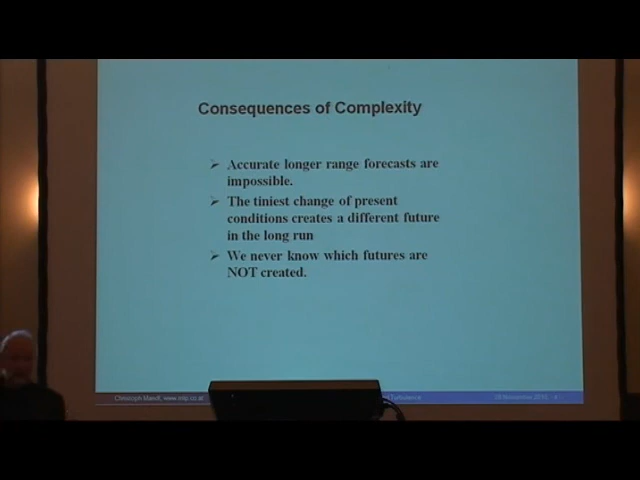 Consequences of Complexity
➢ Accurate longer range forecasts are
impossible.
➢ The tiniest change of present
conditions creates a different future
in the long run
➢ We never know which futures are
NOT created.
Turbulence